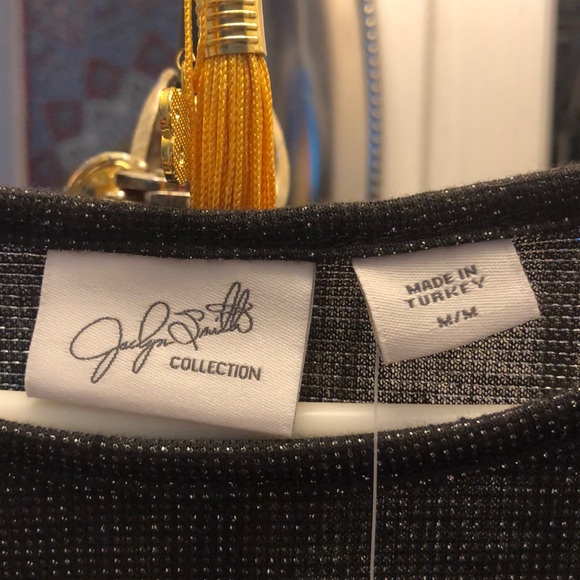 Jaclyn Smith
COLLECTION
MADE IN
TURKEY
M/M